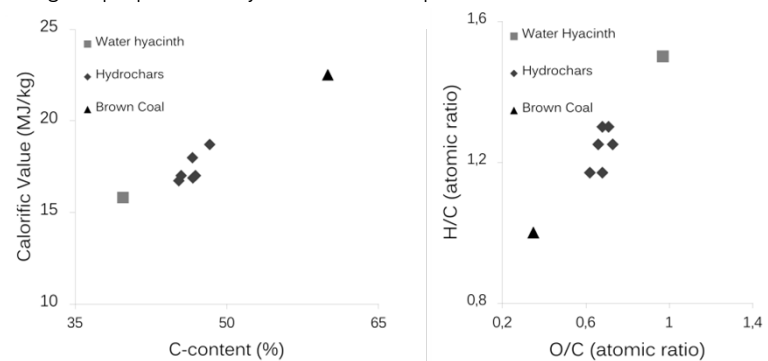 25
20
15
10
35
50
65
Calorific Value (MJ/kg)
C-content (%)
Water hyacinth
Hydrochars
Brown Coal
1,6
1,2
0,8
0,2
0,6
1
1,4
H/C (atomic ratio)
O/C (atomic ratio)
Water Hyacinth
Hydrochars
Brown Coal